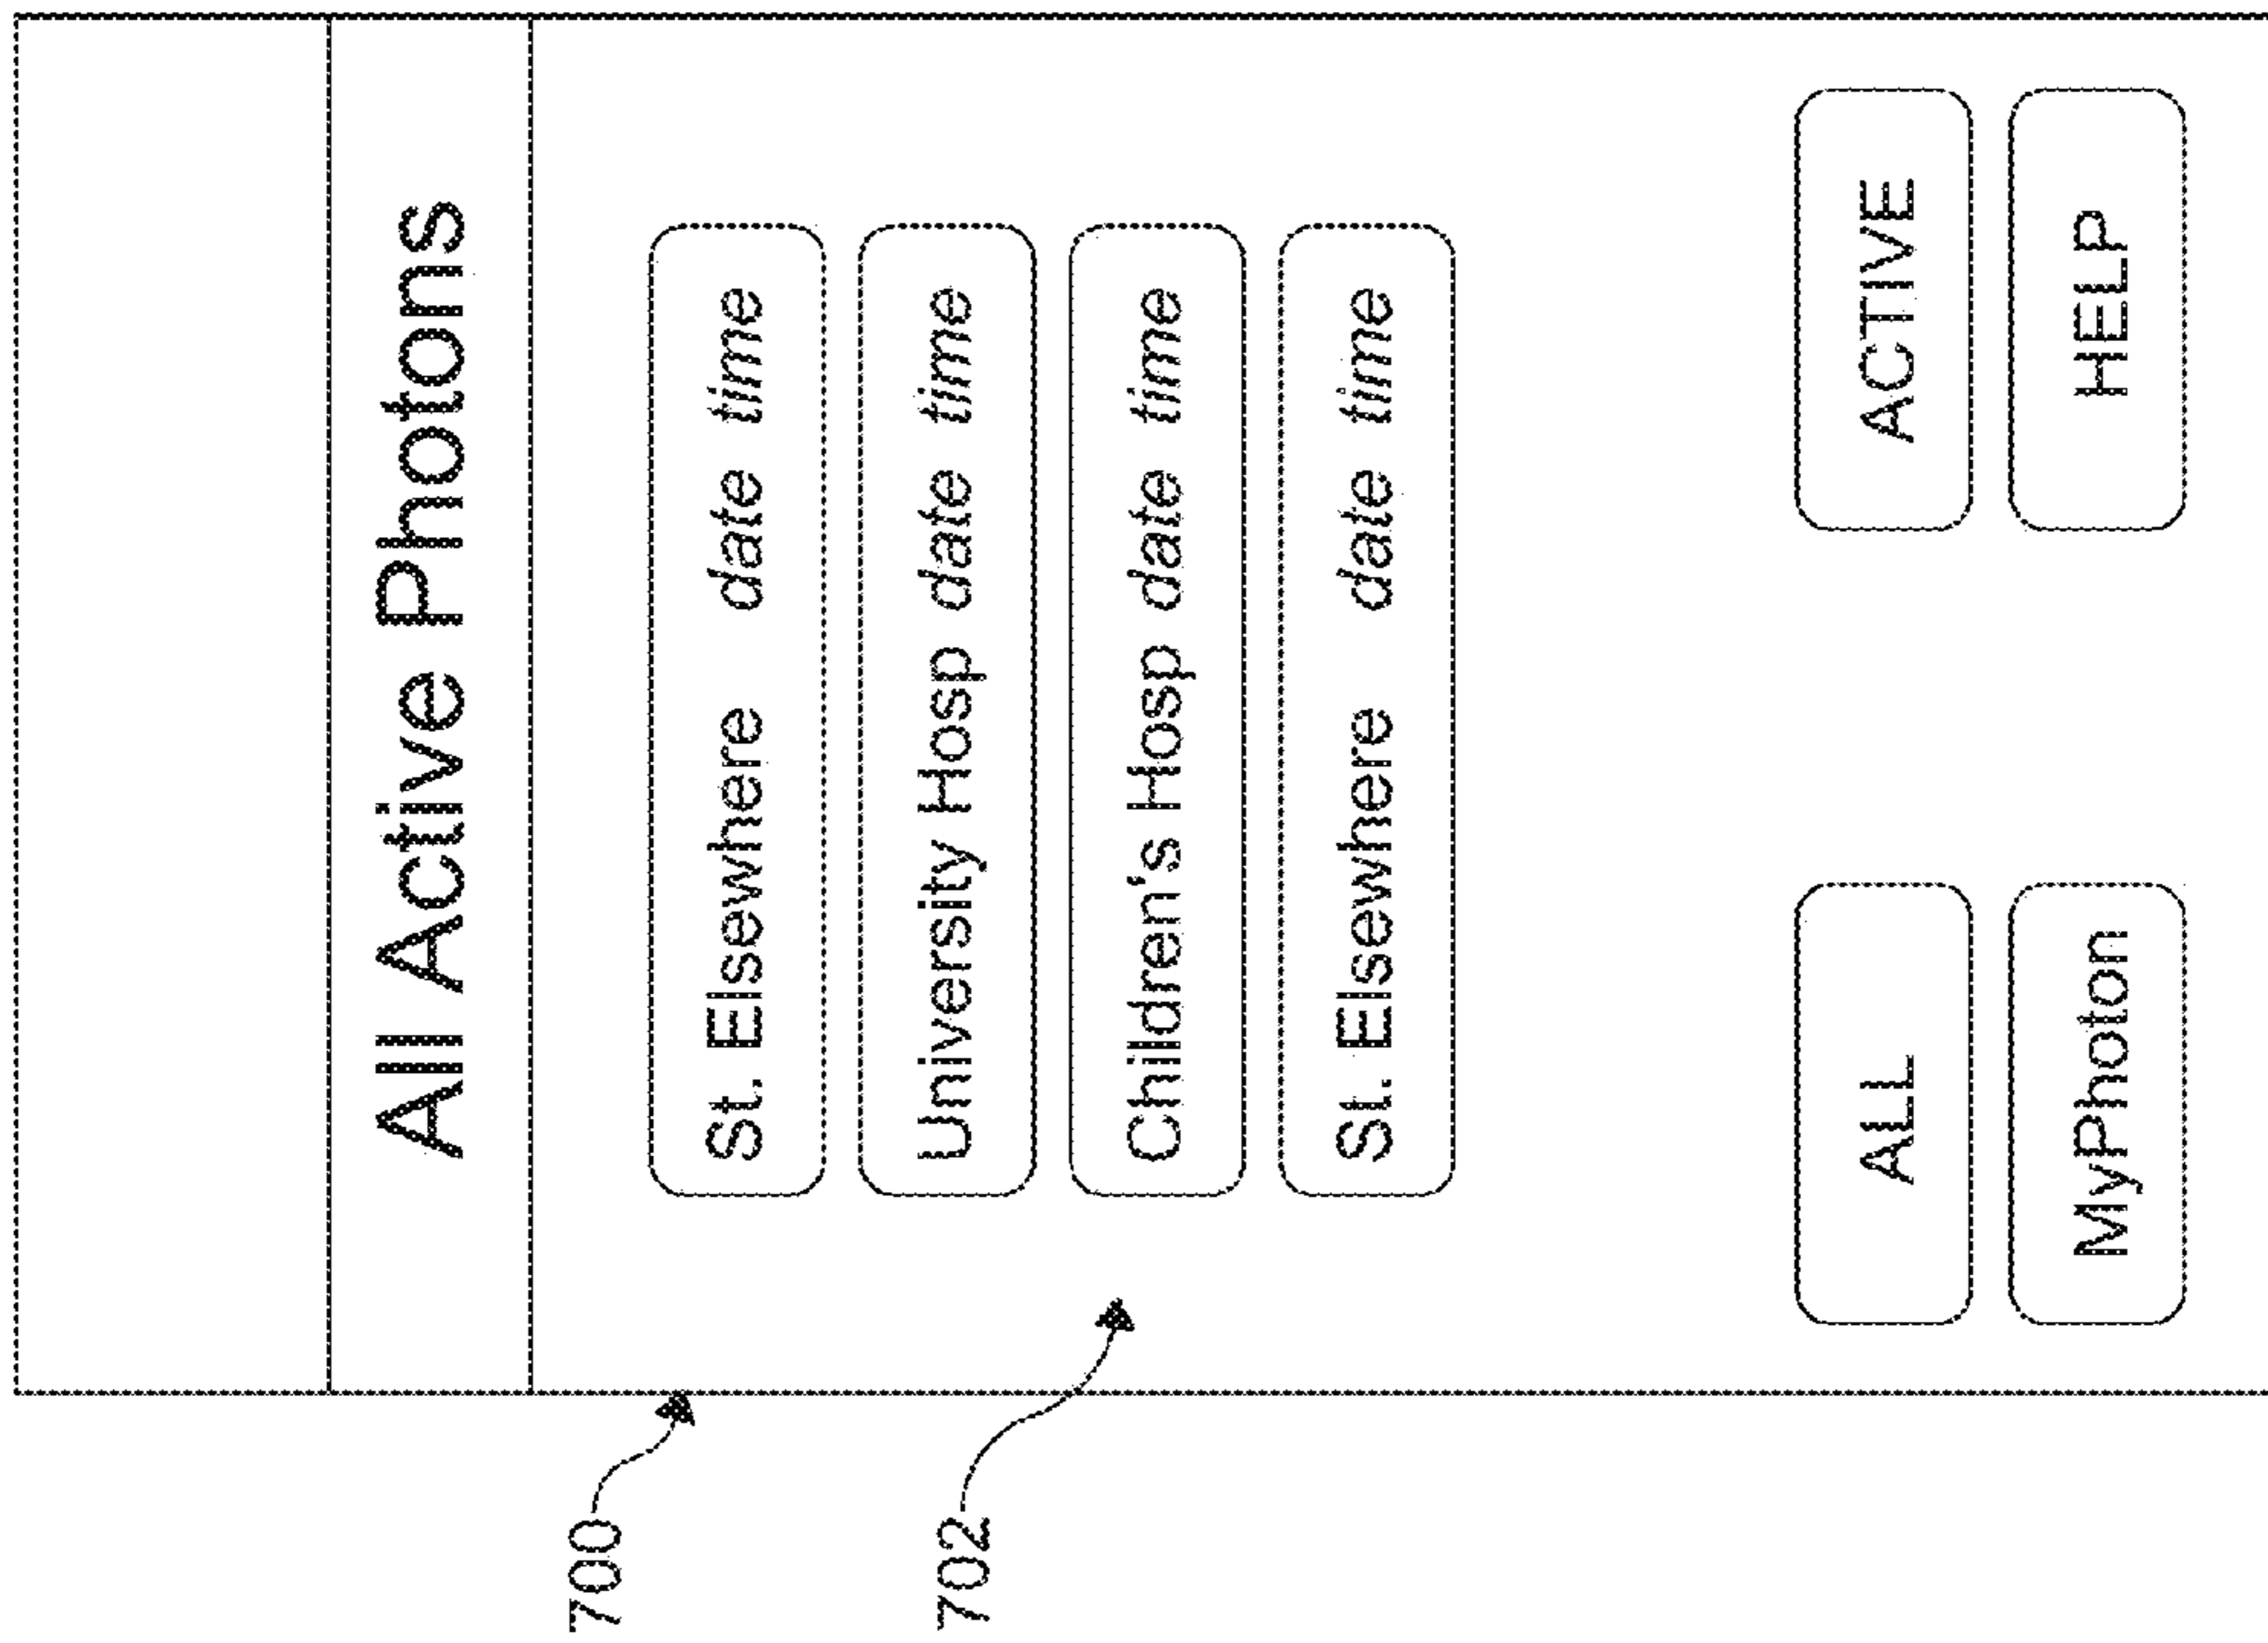 All Active Photons
700
St. Elsewhere date time
702
University Hosp date time
Children's Hosp date time
St. Elsewhere date time
ALL ACTIVE
MyPhoton HELP